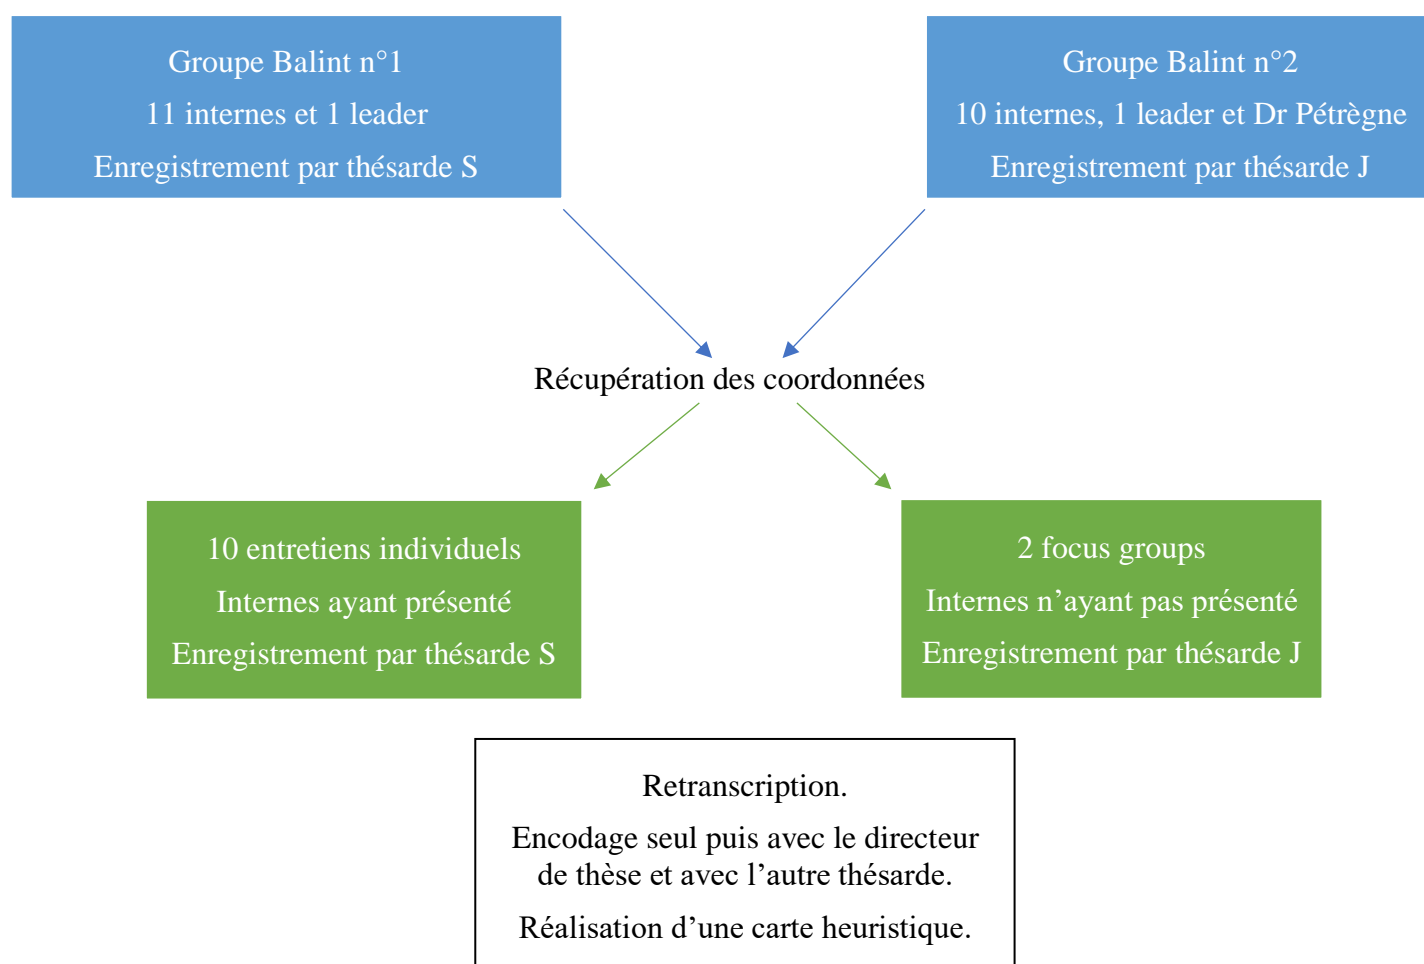 Groupe Balint n°1
11 internes et 1 leader
Enregistrement par thésarde S
Groupe Balint n°2
10 internes, 1 leader et Dr Pétrègne
Enregistrement par thésarde J
Récupération des coordonnées
10 entretiens individuels
Internes ayant présenté
Enregistrement par thésarde S
2 focus groups
Internes n’ayant pas présenté
Enregistrement par thésarde J
Retranscription.
Encodage seul puis avec le directeur
de thèse et avec l’autre thésarde.
Réalisation d’une carte heuristique.